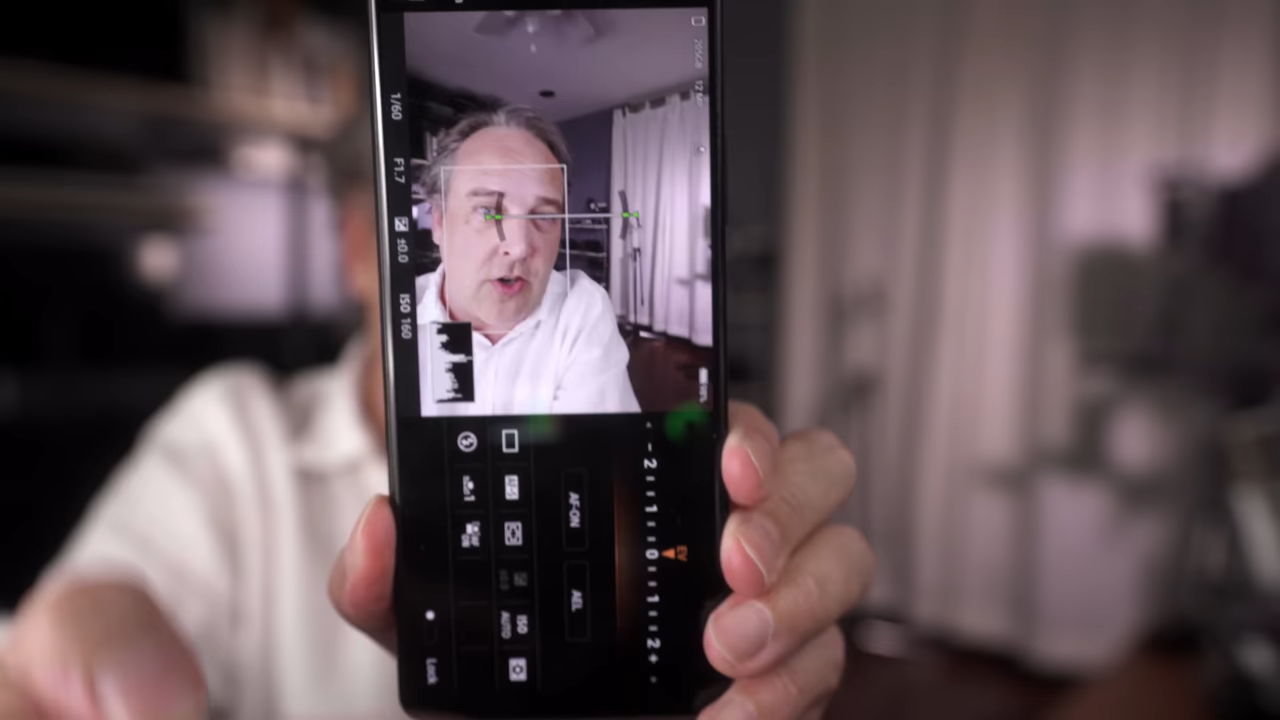 1/60
F1.7
±0.0
ISO 160
205GB
AF-ON
AEL
ISO
AUTO
Lock
EV
- 2 1 0 1 2 +